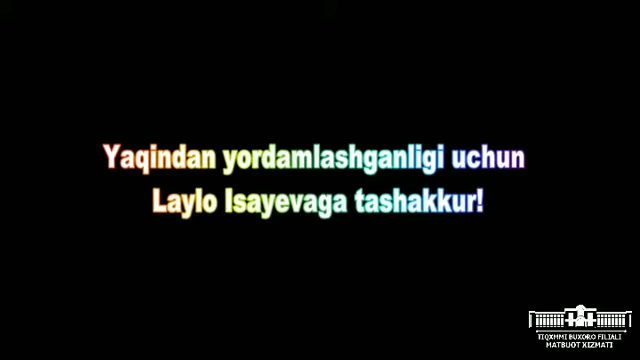 Yaqindan yordamlashganligi uchun
Laylo Isayevaga tashakkur!
TIQXMMI BUXORO FILIALI
MATBUOT XIZMATI